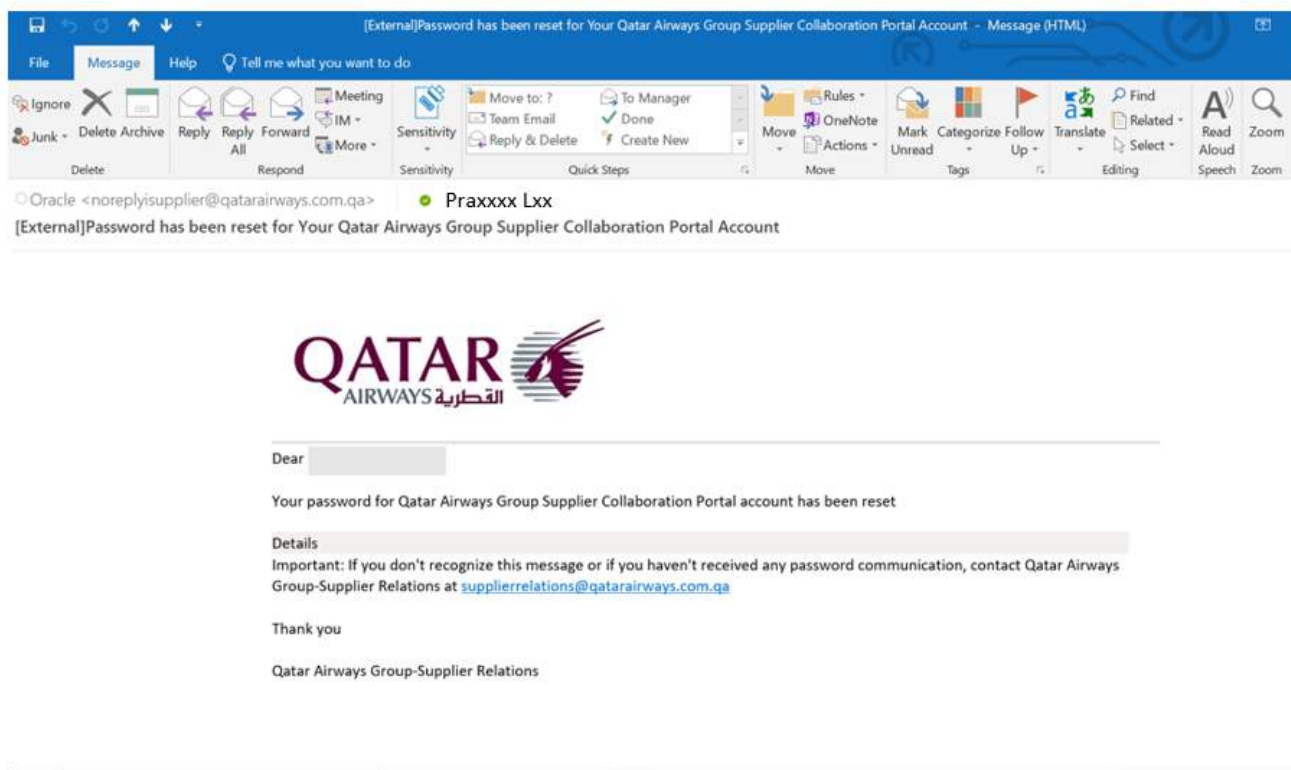 [External]Password has been reset for Your Qatar Airways Group Supplier Collaboration Portal Account - Message (HTML)
File Message Help Tell me what you want to do
Ignore
Junk
Delete Archive
Reply Reply All Forward
Meeting
IM
More
Sensitivity
Move to: ? To Manager
Team Email Done
Reply & Delete Create New
Move
Rules
OneNote
Actions
Mark Unread Categorize Follow Up
Translate
Find
Related
Select
Read Aloud
Zoom
Delete Respond Sensitivity Quick Steps Move Tags Editing Speech Zoom
Oracle <noreplyisupplier@qatarairways.com.qa> Praxxxx Lxx
[External]Password has been reset for Your Qatar Airways Group Supplier Collaboration Portal Account
QATAR
AIRWAYS القطرية
Dear
Your password for Qatar Airways Group Supplier Collaboration Portal account has been reset
Details
Important: If you don't recognize this message or if you haven't received any password communication, contact Qatar Airways
Group-Supplier Relations at supplierrelations@qatarairways.com.qa
Thank you
Qatar Airways Group-Supplier Relations